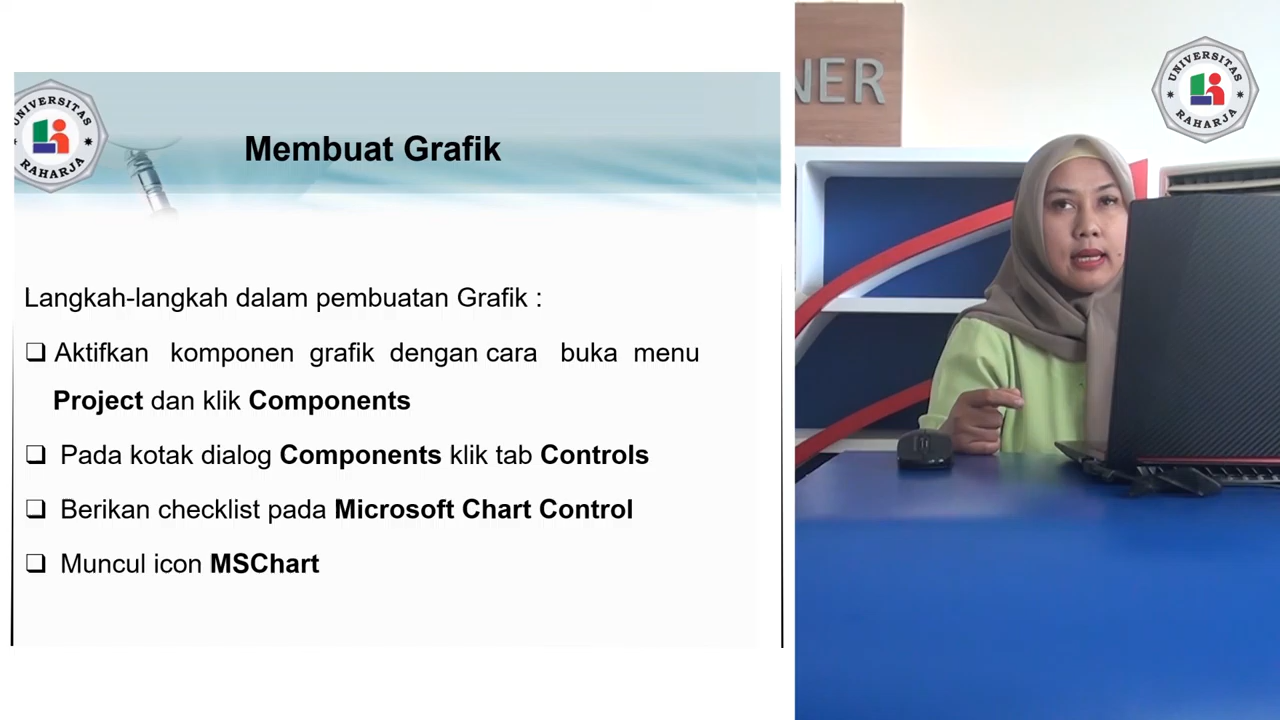 UNIVERSITAS
RAHARJA
Membuat Grafik
Langkah-langkah dalam pembuatan Grafik :
Aktifkan komponen grafik dengan cara buka menu
Project dan klik Components
Pada kotak dialog Components klik tab Controls
Berikan checklist pada Microsoft Chart Control
Muncul icon MSChart
NER
UNIVERSITAS
RAHARJA